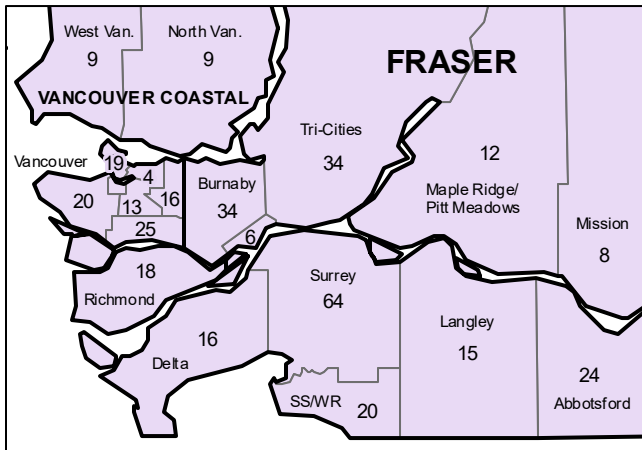 West Van.
9
North Van.
9
FRASER
VANCOUVER COASTAL
Tri-Cities
34
12
Maple Ridge/
Pitt Meadows
Vancouver
19
4
Burnaby
34
20
13
16
25
6
Mission
8
18
Richmond
Surrey
64
16
Delta
Langley
15
SS/WR
20
24
Abbotsford